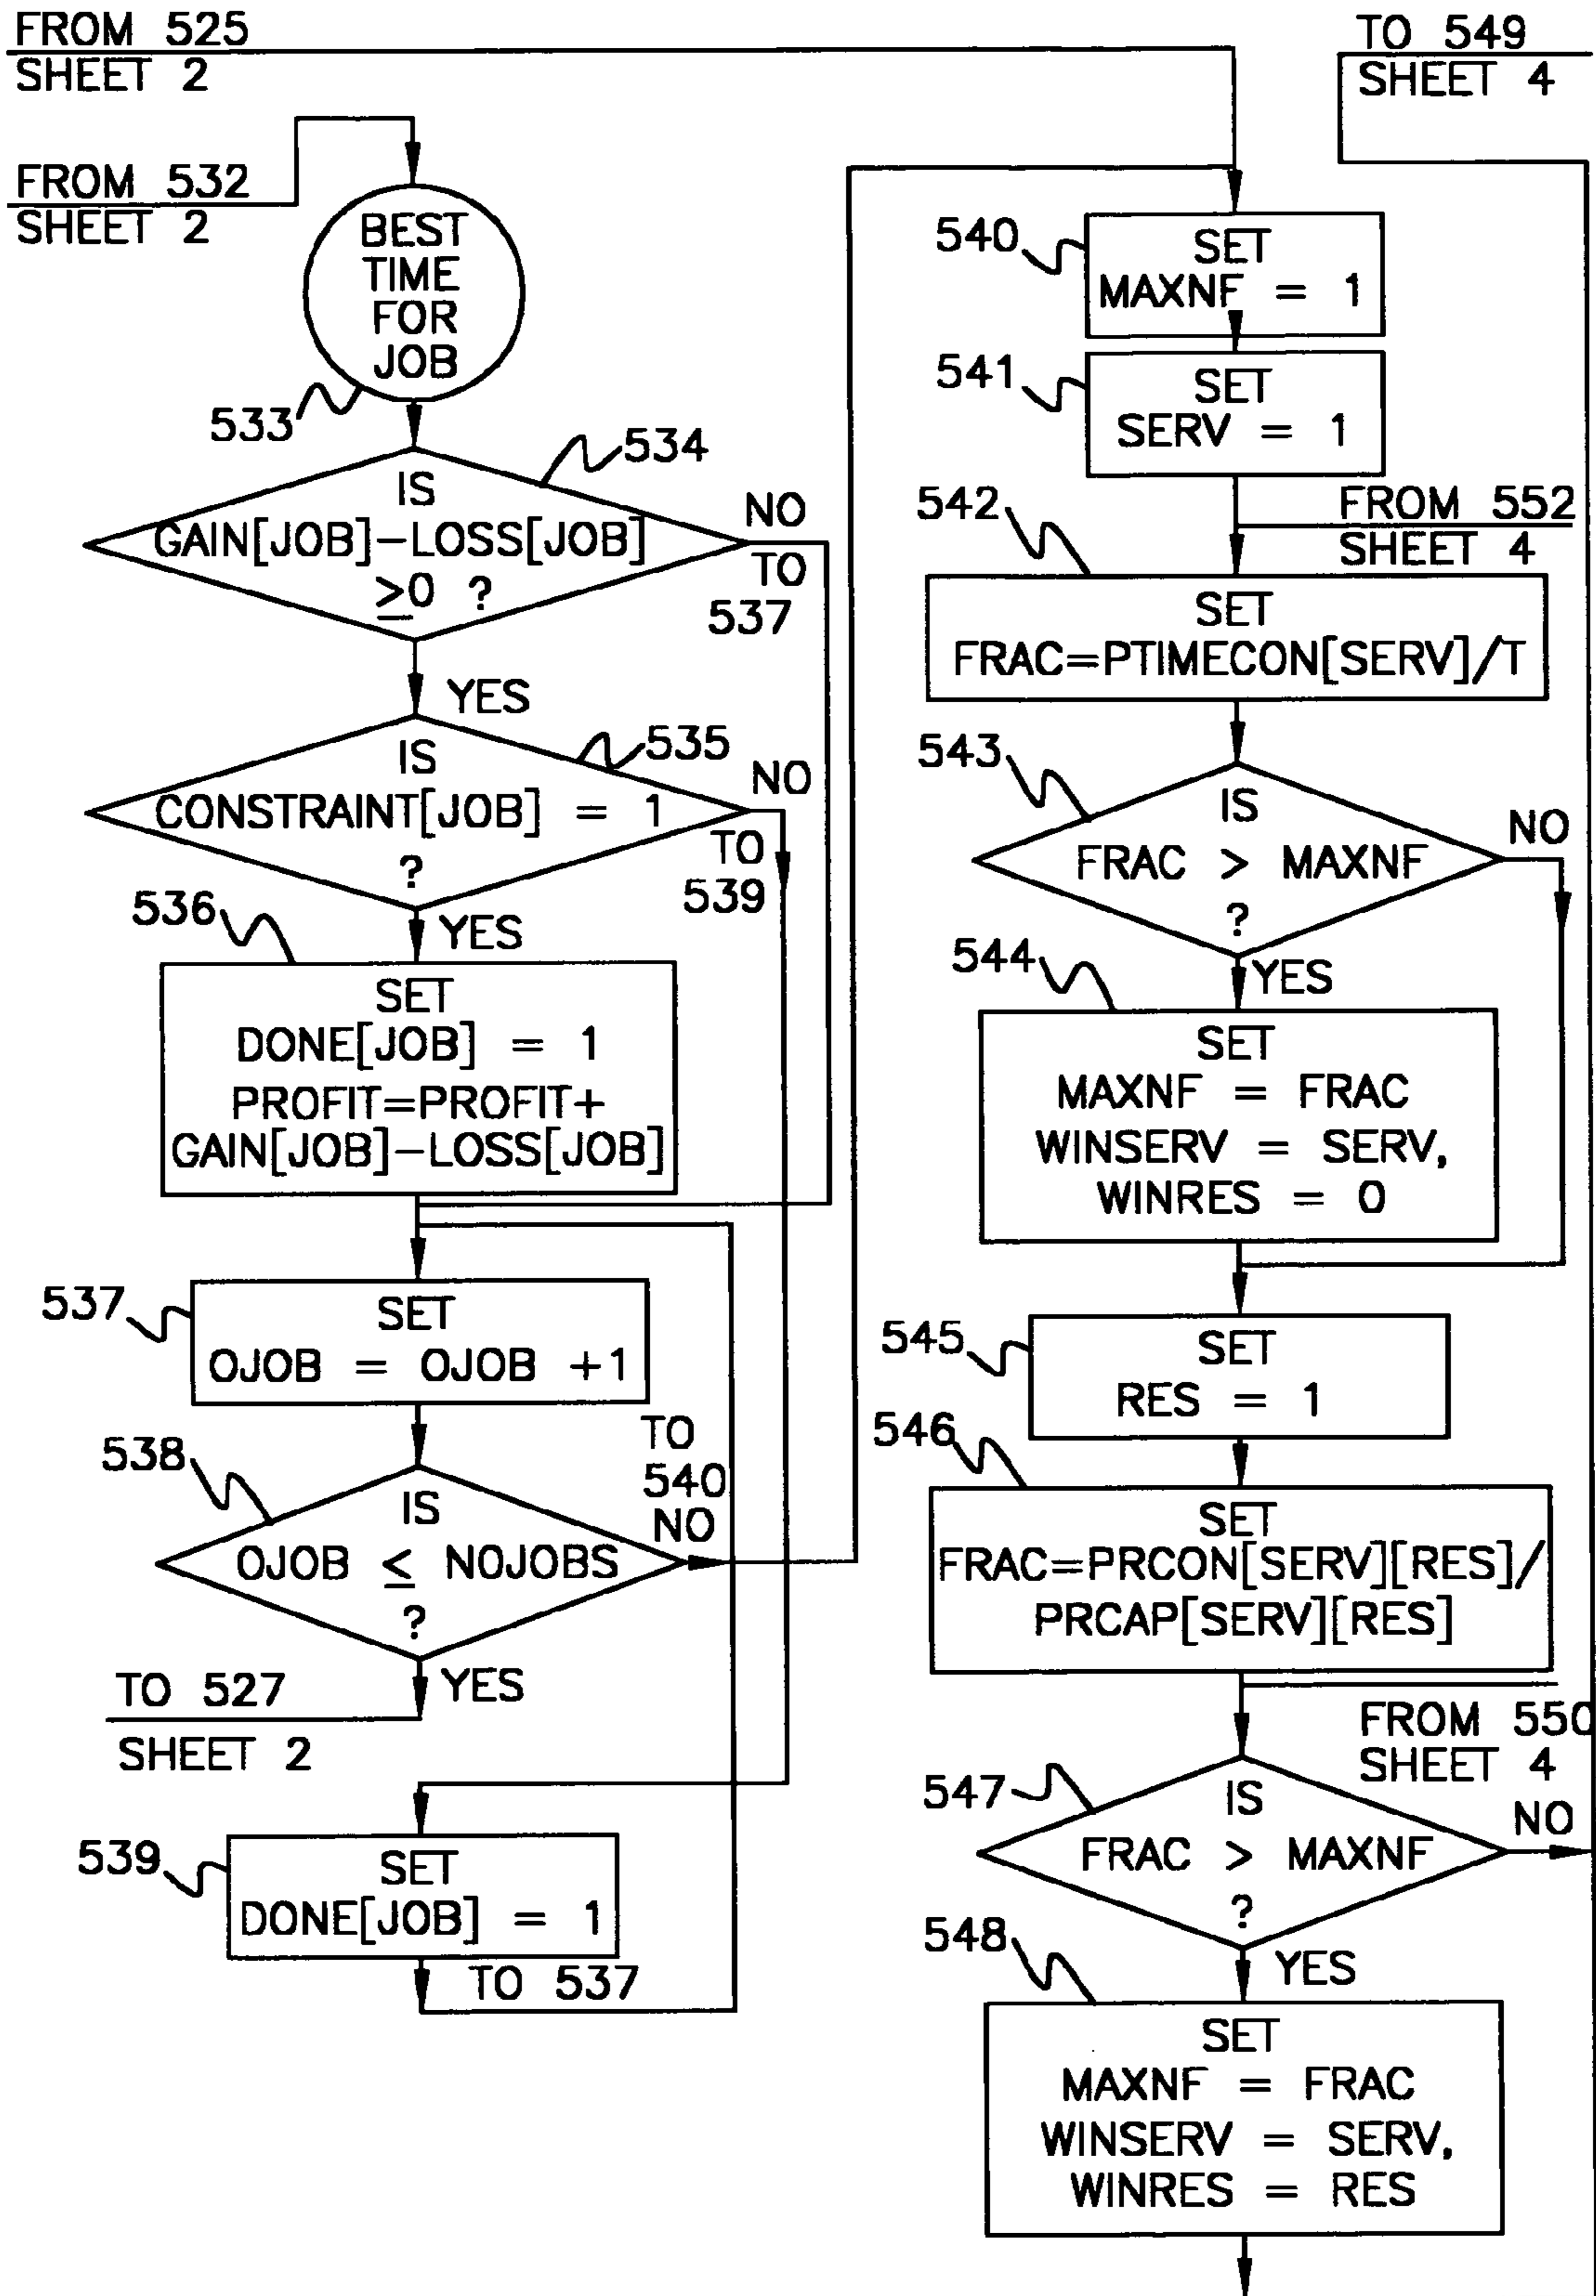 FROM 525
SHEET 2
FROM 532
SHEET 2
BEST
TIME
FOR
JOB
533
534
IS
GAIN[JOB]-LOSS[JOB]
≥0 ?
NO
TO
537
YES
535
IS
CONSTRAINT[JOB] = 1
?
NO
TO
539
536
YES
SET
DONE[JOB] = 1
PROFIT=PROFIT+
GAIN[JOB]-LOSS[JOB]
537
SET
OJOB = OJOB +1
538
IS
OJOB ≤ NOJOBS
?
TO
540
NO
YES
TO 527
SHEET 2
539
SET
DONE[JOB] = 1
TO 537
TO 549
SHEET 4
540
SET
MAXNF = 1
541
SET
SERV = 1
542
FROM 552
SHEET 4
SET
FRAC=PTIMECON[SERV]/T
543
IS
FRAC > MAXNF
?
NO
544
YES
SET
MAXNF = FRAC
WINSERV = SERV,
WINRES = 0
545
SET
RES = 1
546
SET
FRAC=PRCON[SERV][RES]/
PRCAP[SERV][RES]
FROM 550
SHEET 4
547
IS
FRAC > MAXNF
?
NO
548
YES
SET
MAXNF = FRAC
WINSERV = SERV,
WINRES = RES